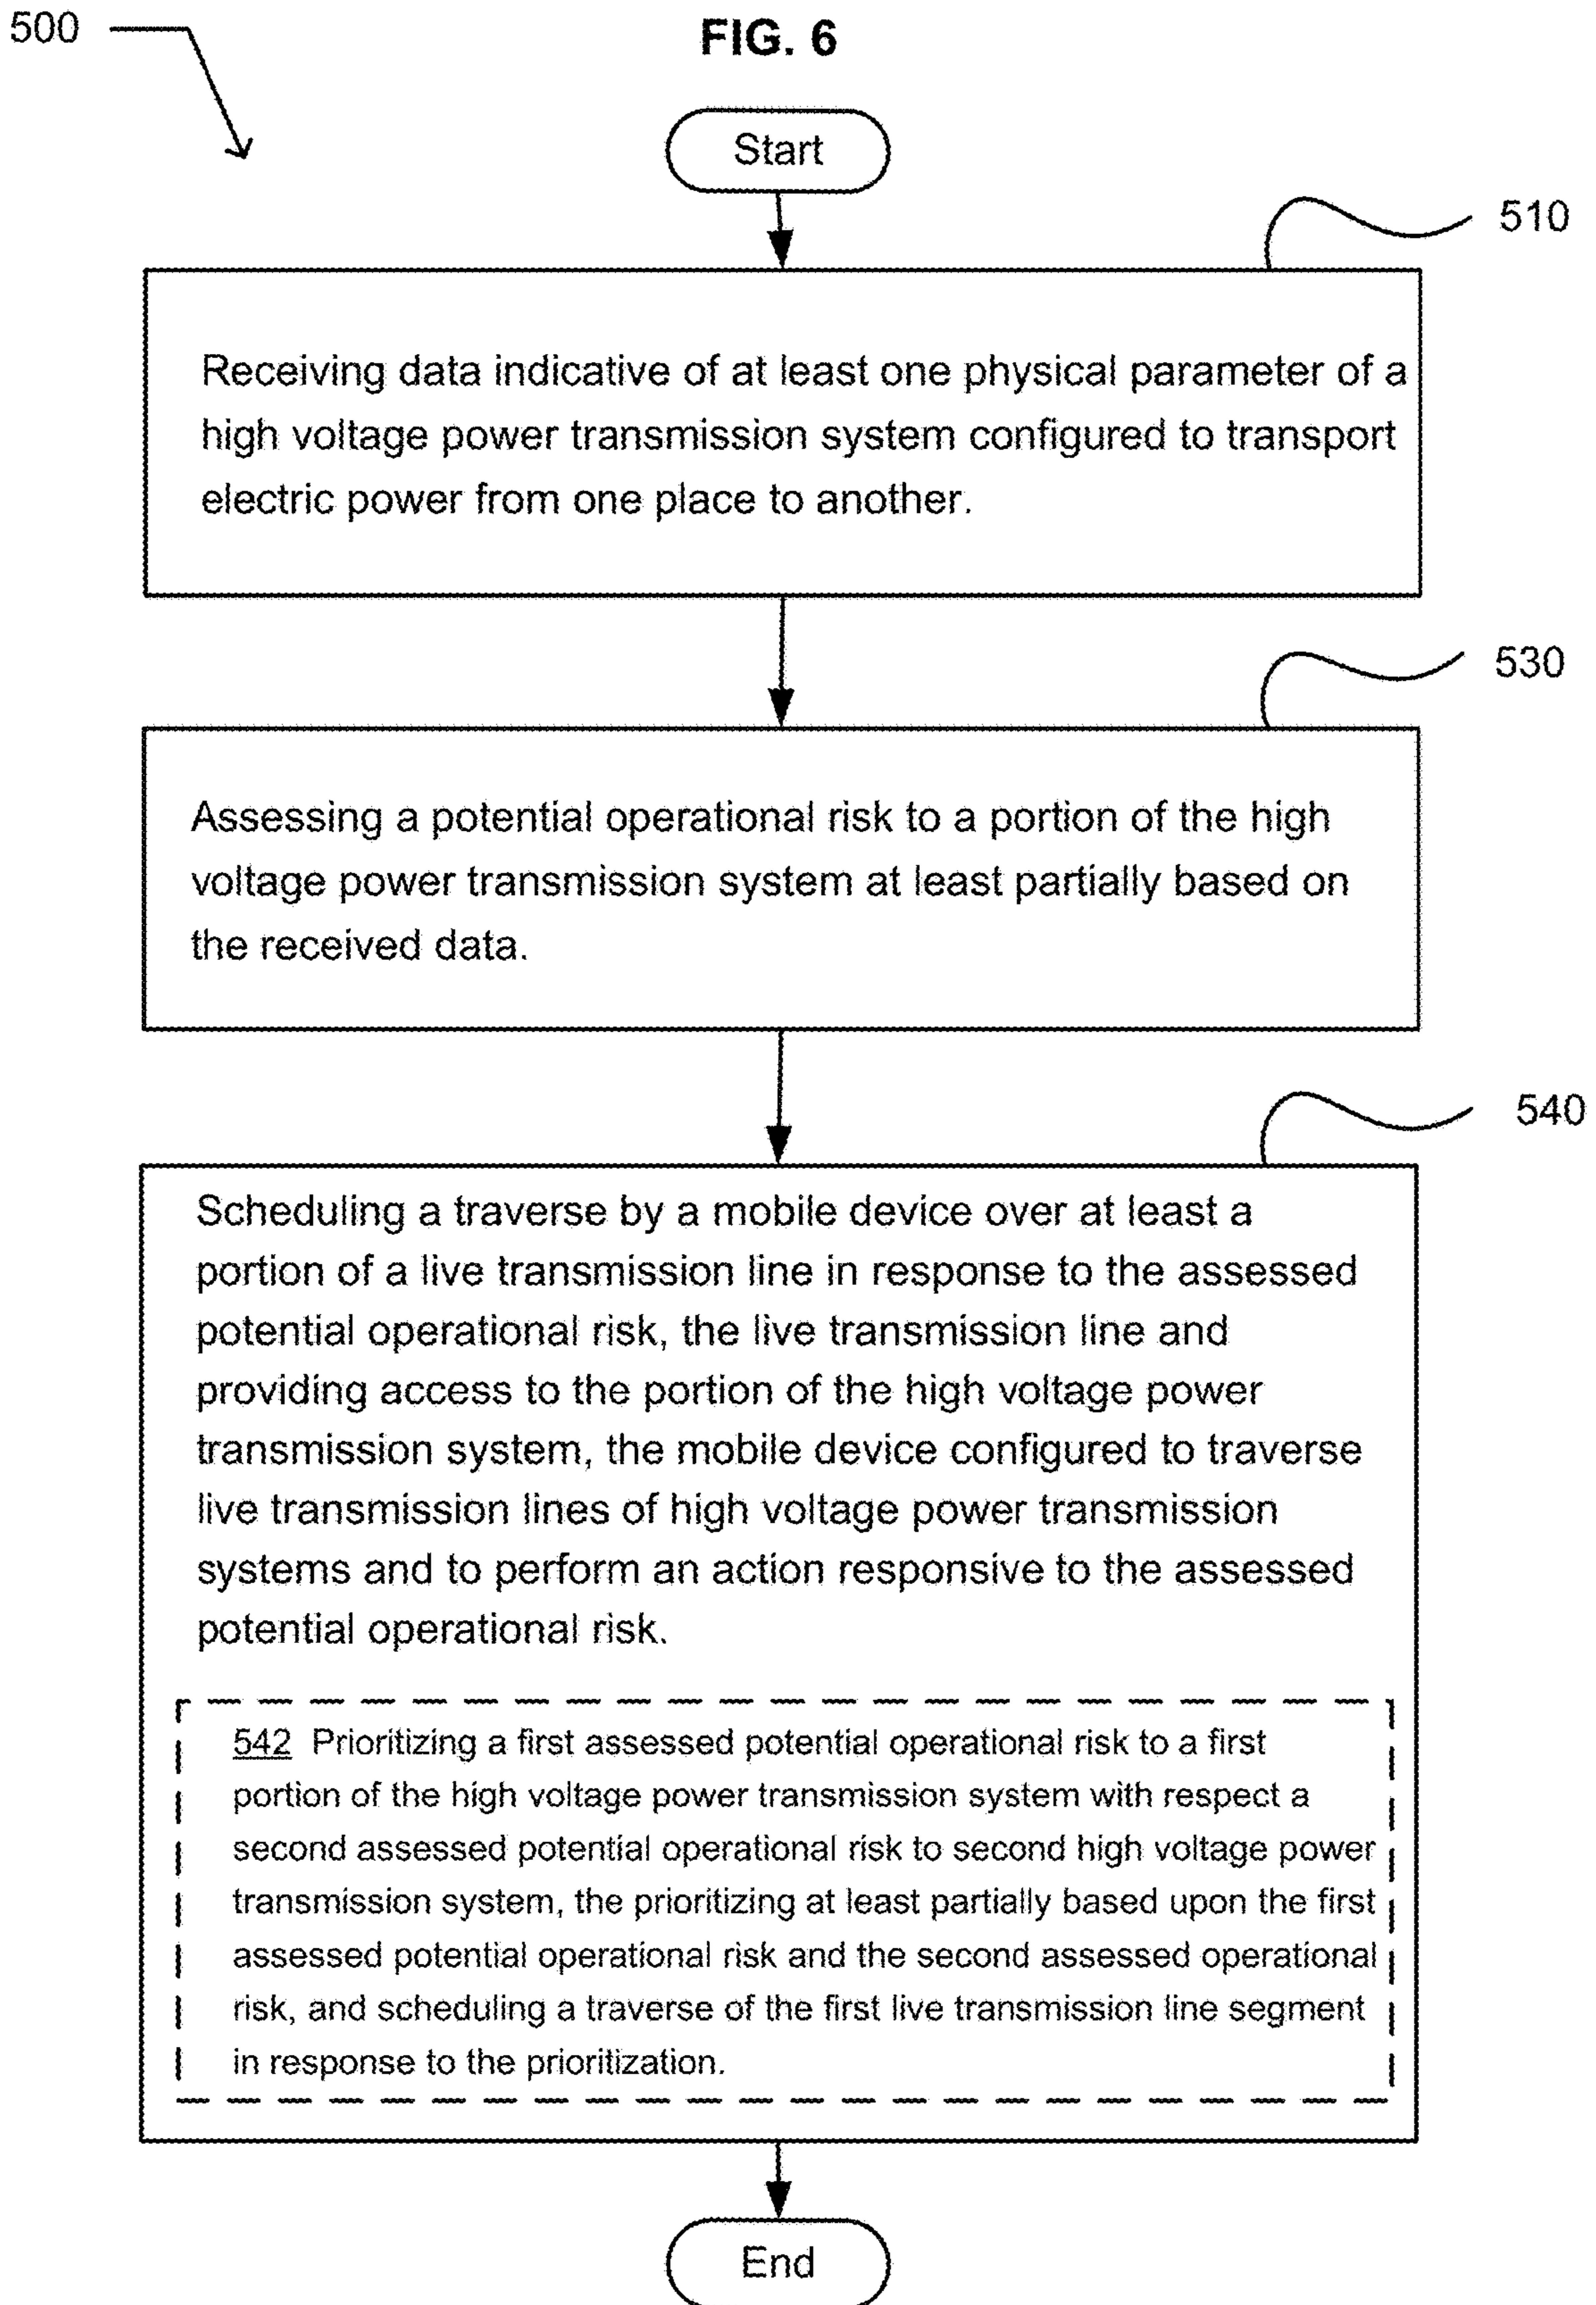 500
FIG. 6
Start
510
Receiving data indicative of at least one physical parameter of a
high voltage power transmission system configured to transport
electric power from one place to another.
530
Assessing a potential operational risk to a portion of the high
voltage power transmission system at least partially based on
the received data.
540
Scheduling a traverse by a mobile device over at least a
portion of a live transmission line in response to the assessed
potential operational risk, the live transmission line and
providing access to the portion of the high voltage power
transmission system, the mobile device configured to traverse
live transmission lines of high voltage power transmission
systems and to perform an action responsive to the assessed
potential operational risk.
542 Prioritizing a first assessed potential operational risk to a first
portion of the high voltage power transmission system with respect a
second assessed potential operational risk to second high voltage power
transmission system, the prioritizing at least partially based upon the first
assessed potential operational risk and the second assessed operational
risk, and scheduling a traverse of the first live transmission line segment
in response to the prioritization.
End